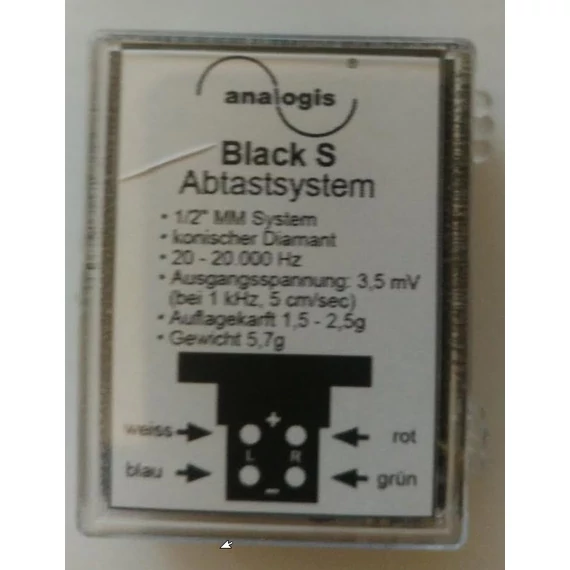 analogis ®
Black S
Abtastsystem
• 1/2" MM System
• konischer Diamant
• 20 - 20.000 Hz
• Ausgangsspannung: 3,5 mV
(bei 1 kHz, 5 cm/sec)
• Auflagekarft 1,5 - 2,5g
• Gewicht 5,7g
+
weiss rot
L R
blau grün
-